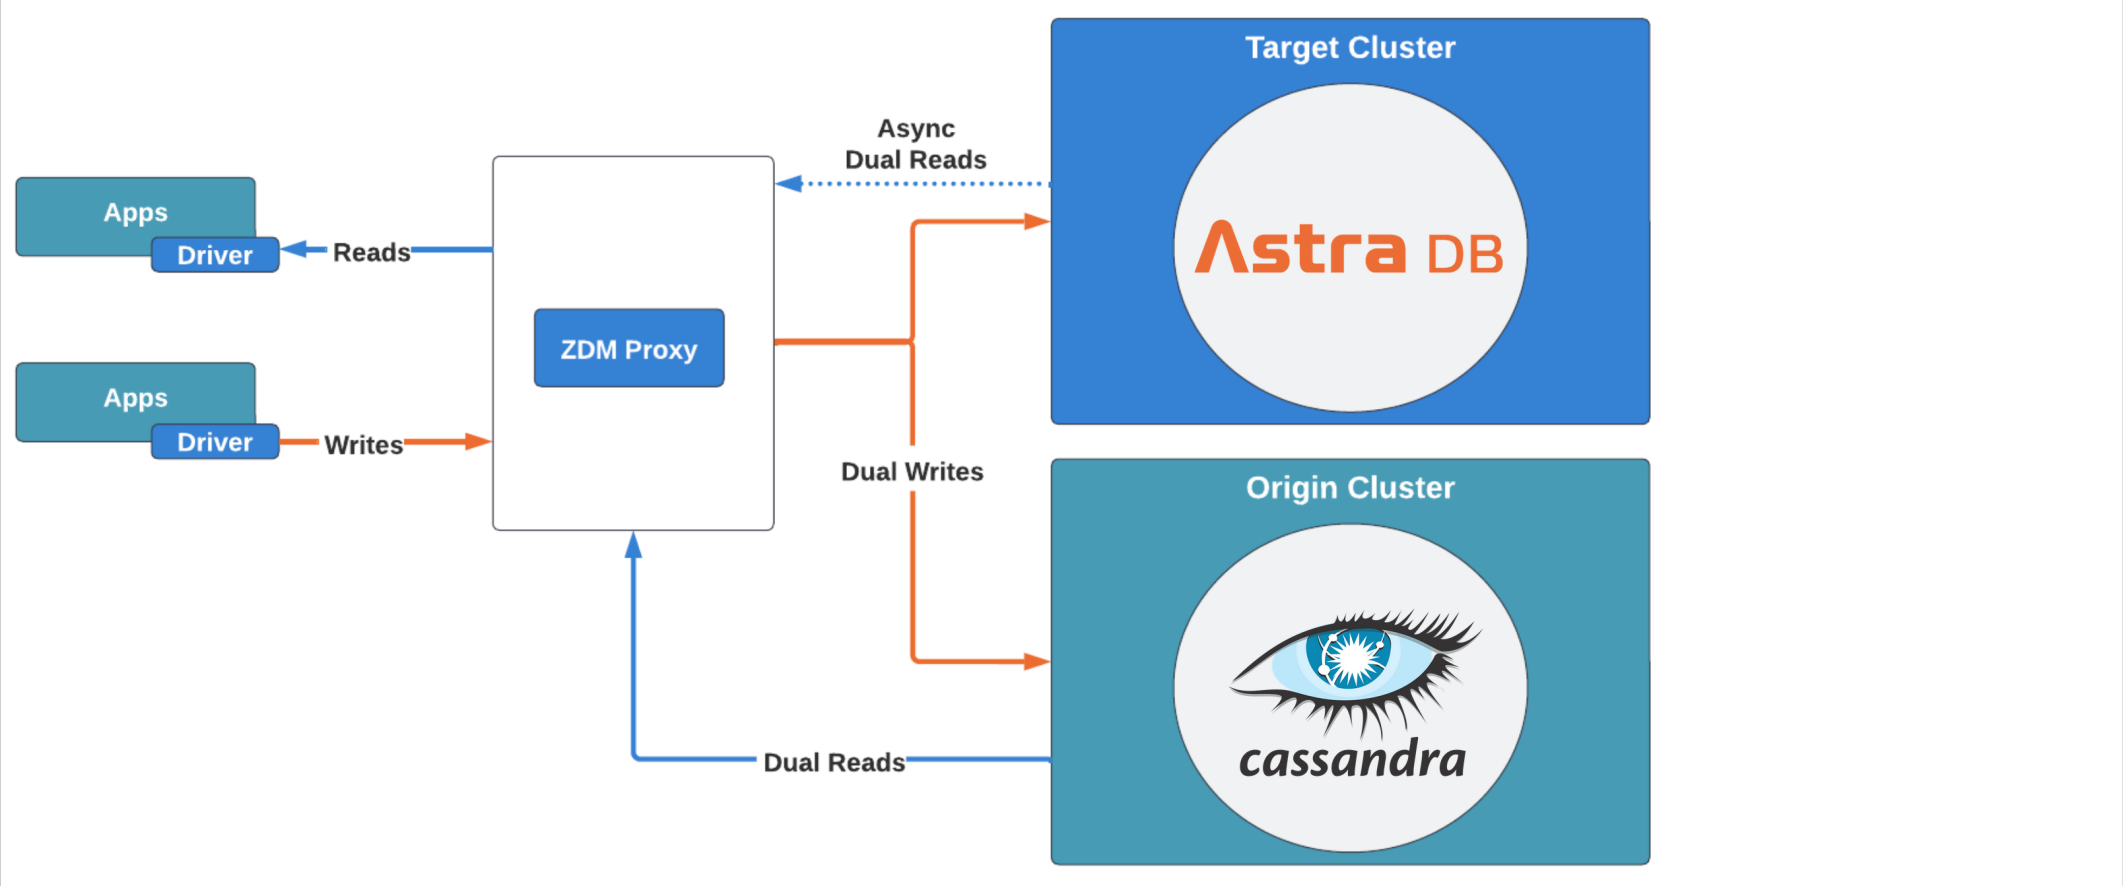 Target Cluster
Async
Dual Reads
Apps
Driver
Reads
Astra DB
ZDM Proxy
Apps
Driver
Writes
Dual Writes
Origin Cluster
cassandra
Dual Reads